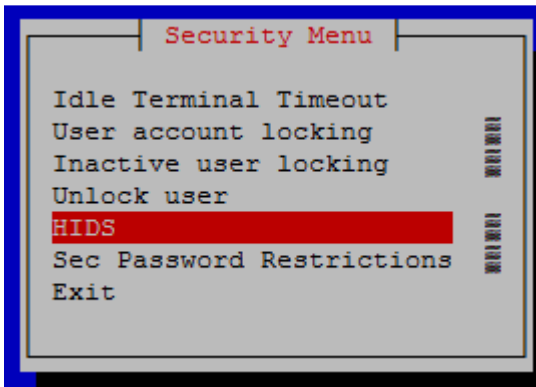 Security Menu
Idle Terminal Timeout
User account locking
Inactive user locking
Unlock user
HIDS
Sec Password Restrictions
Exit